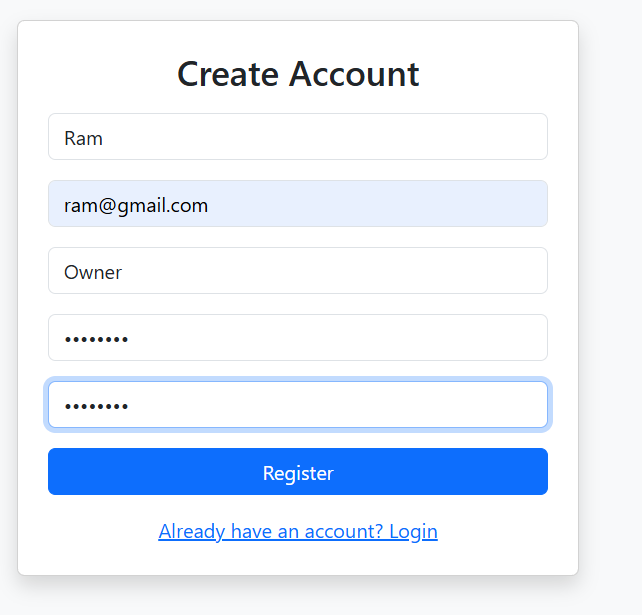 Create Account
Ram
ram@gmail.com
Owner
••••••••
••••••••
Register
Already have an account? Login